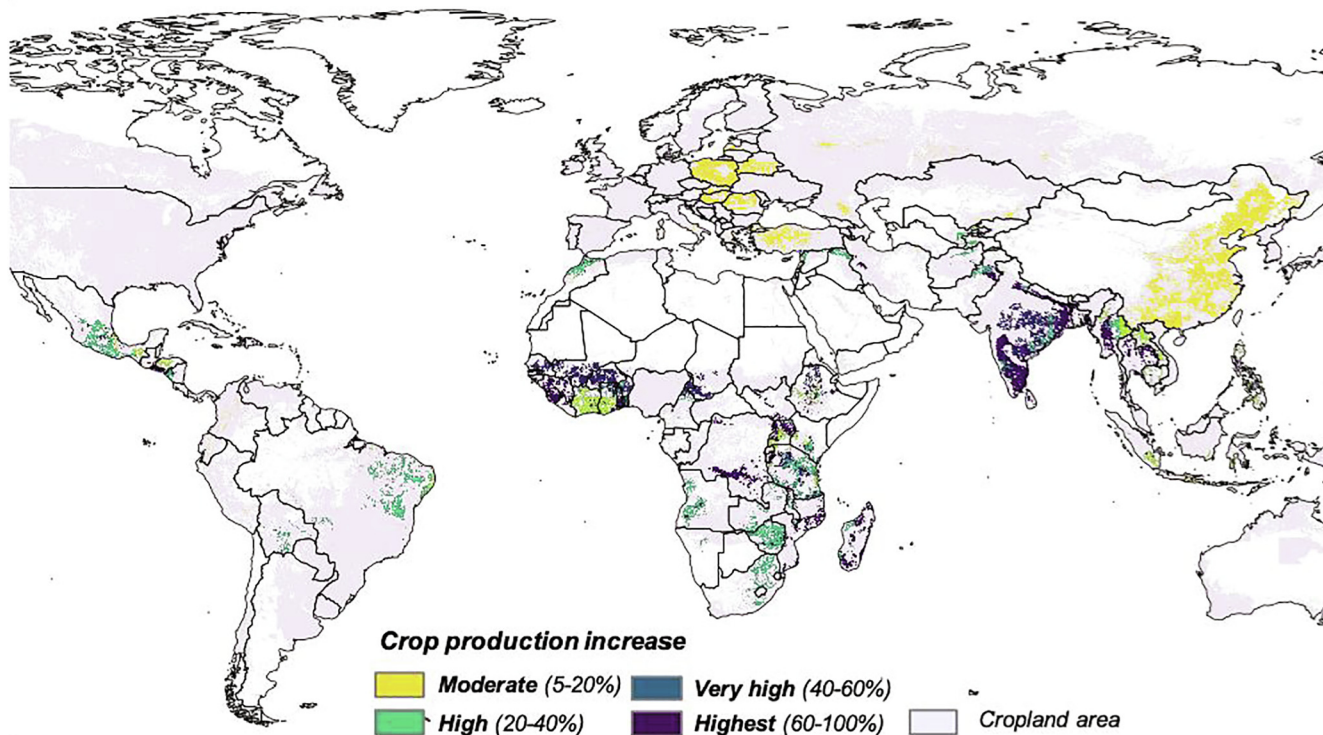 Crop production increase
Moderate (5-20%)
Very high (40-60%)
High (20-40%)
Highest (60-100%)
Cropland area